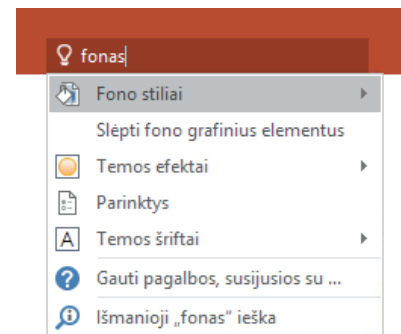 fonas
Fono stiliai
Slėpti fono grafinius elementus
Temos efektai
Parinktys
A Temos šriftai
Gauti pagalbos, susijusios su ...
Išmanioji „fonas“ ieška